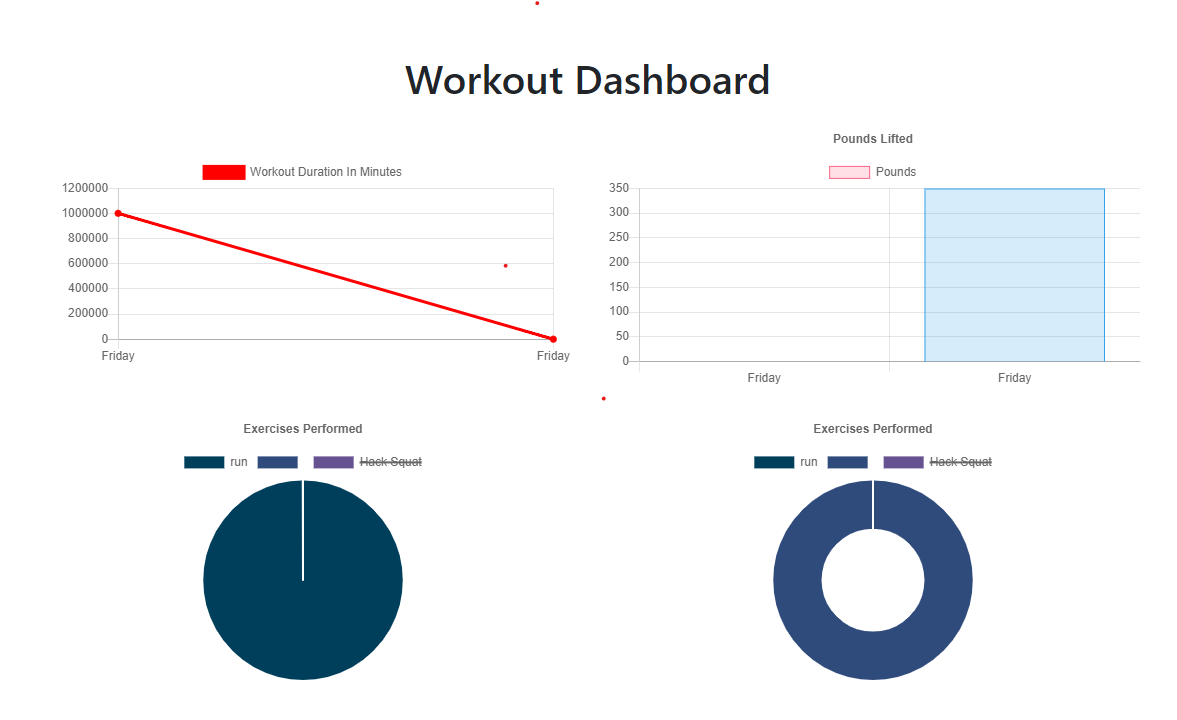 Workout Dashboard
Workout Duration In Minutes
1200000
1000000
800000
600000
400000
200000
0
Friday Friday
Pounds Lifted
Pounds
350
300
250
200
150
100
50
0
Friday Friday
Exercises Performed
run Hack Squat
Exercises Performed
run Hack Squat